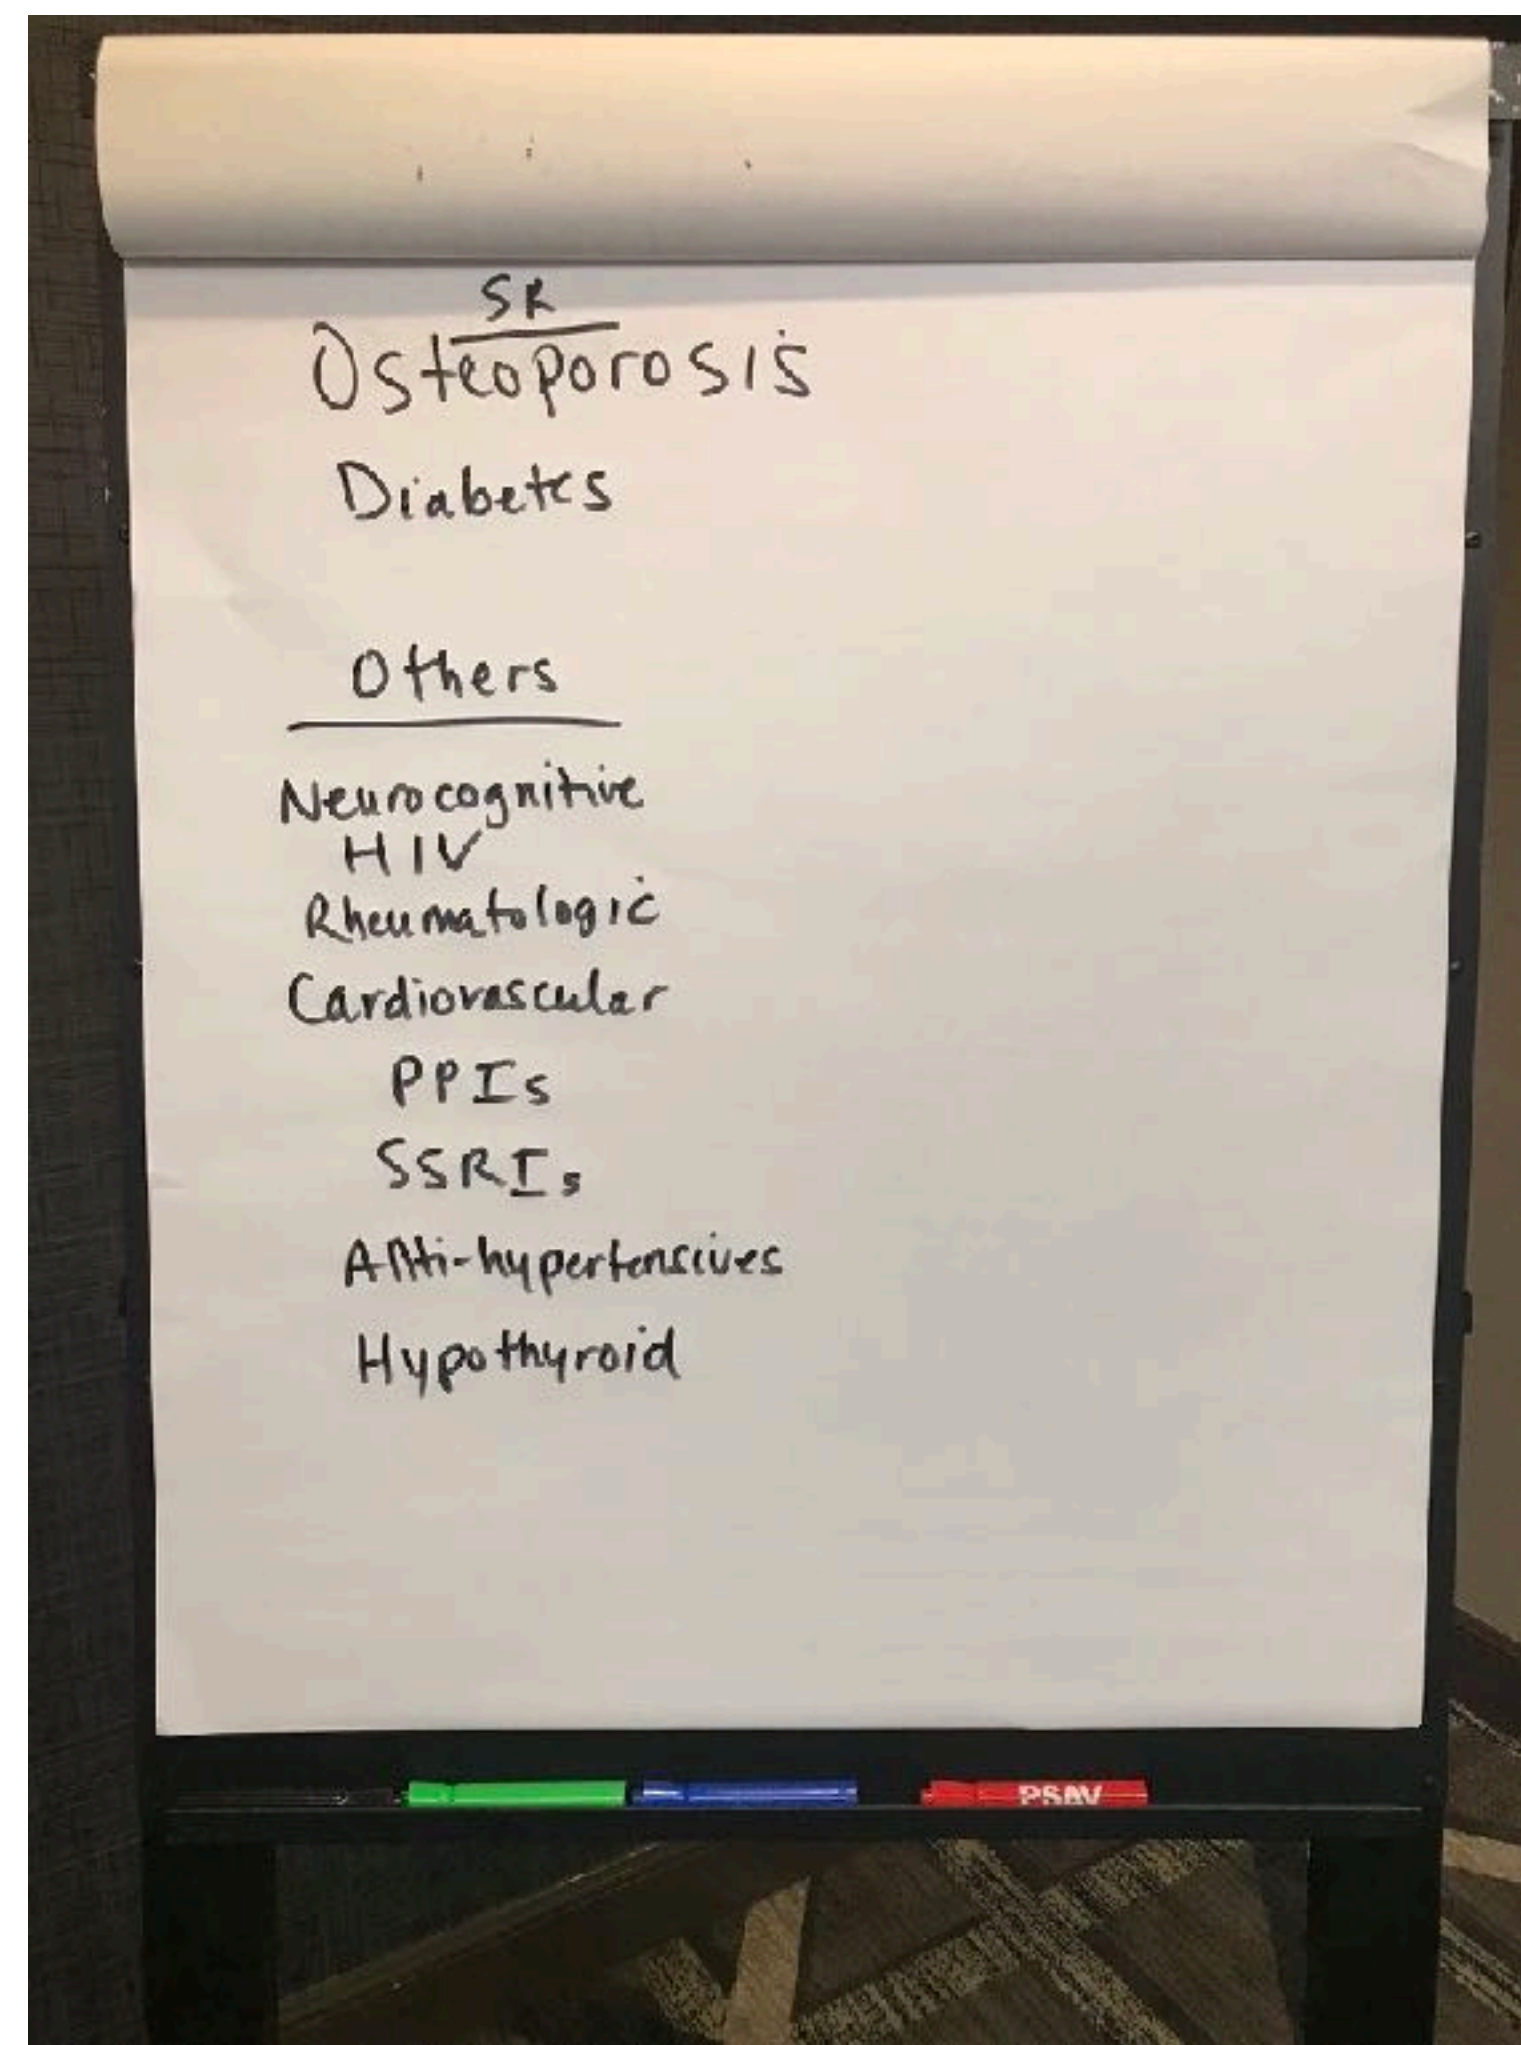 SR
Osteoporosis
Diabetes
Others
Neurocognitive
HIV
Rheumatologic
Cardiovascular
PPIs
SSRIs
Anti-hypertensives
Hypothyroid
PSAV